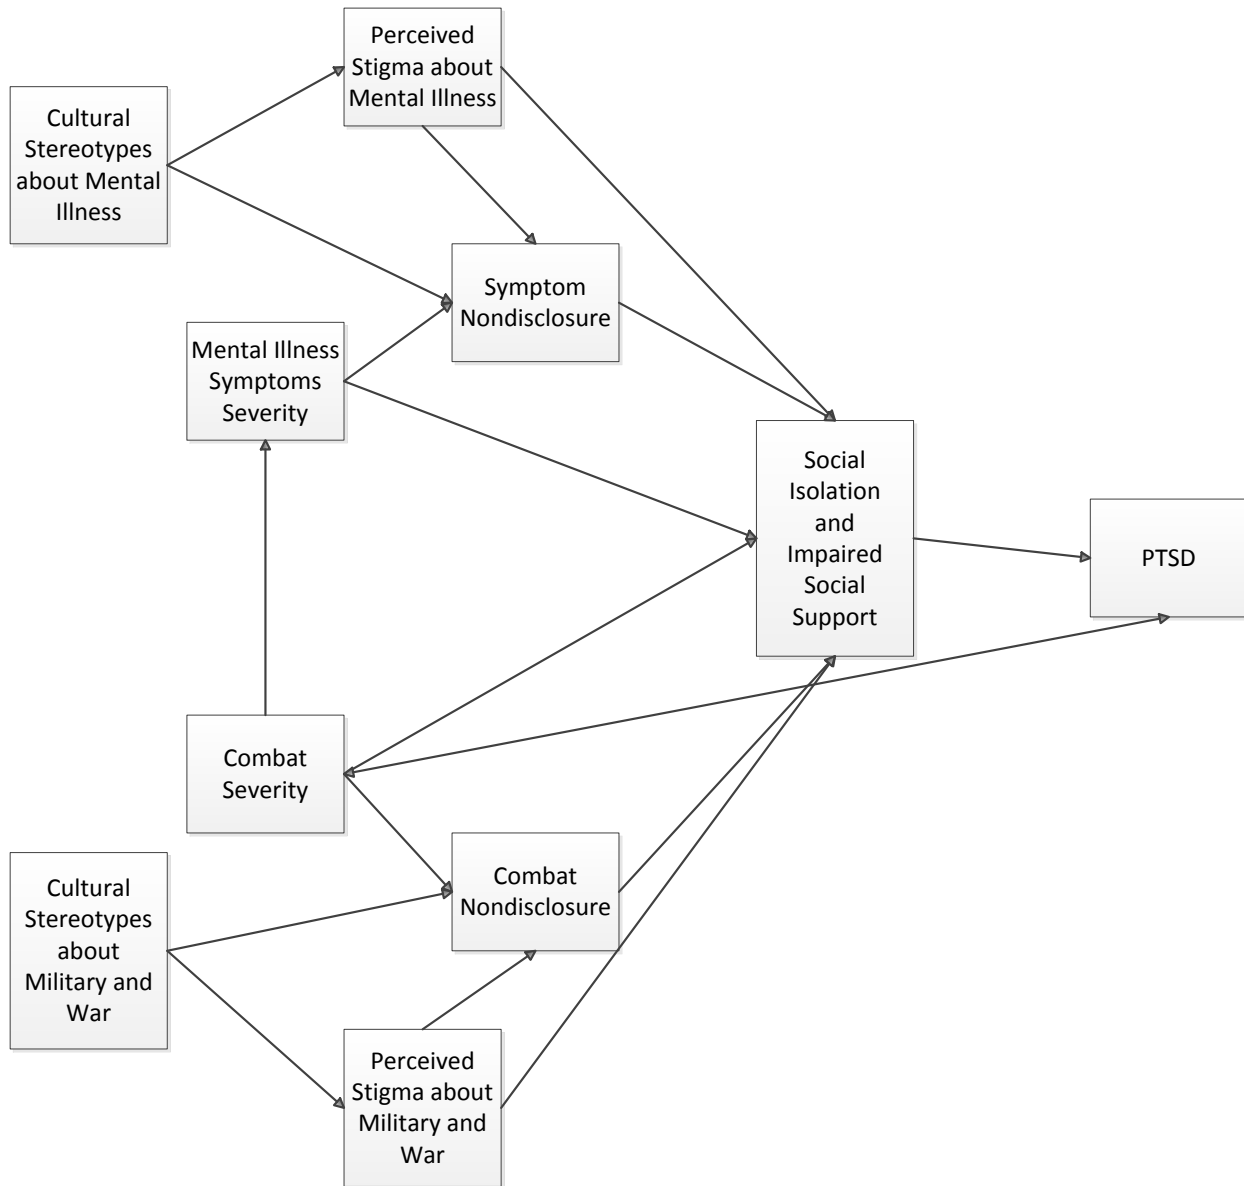 Perceived
Stigma about
Mental Illness
Cultural
Stereotypes
about Mental
Illness
Symptom
Nondisclosure
Mental Illness
Symptoms
Severity
Social
Isolation
and
Impaired
Social
Support
PTSD
Combat
Severity
Combat
Nondisclosure
Cultural
Stereotypes
about
Military and
War
Perceived
Stigma about
Military and
War